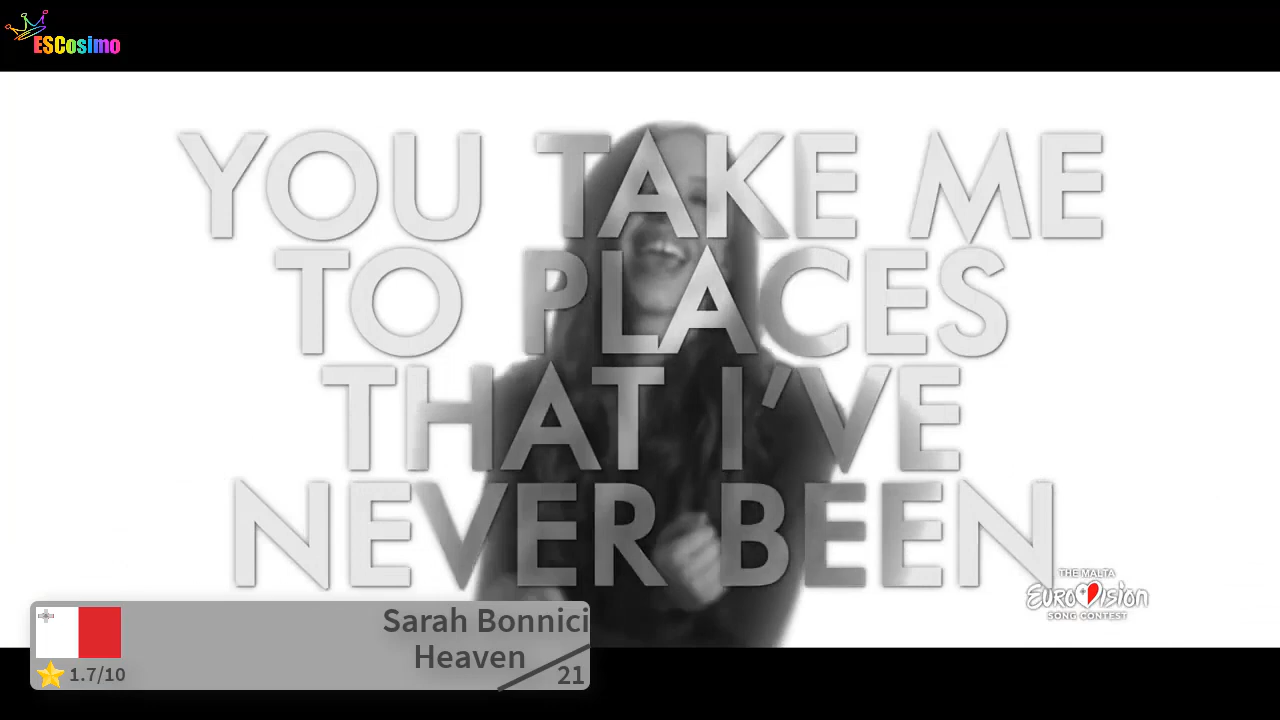 ESCosimo
YOU TAKE ME
TO PLACES
THAT I'VE
NEVER BEEN
THE MALTA
EUROVISION
SONG CONTEST
Sarah Bonnici
Heaven
1.7/10
21